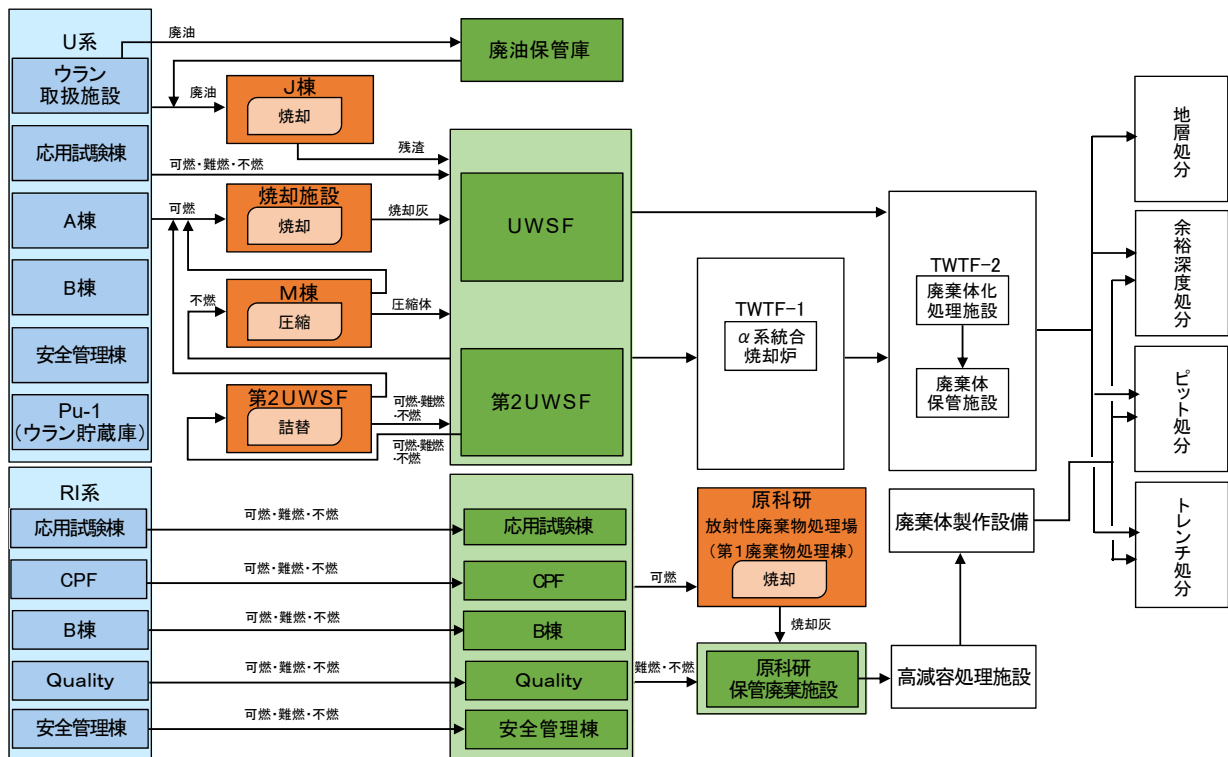 U系
ウラン
取扱施設
応用試験棟
A棟
B棟
安全管理棟
Pu-1
（ウラン貯蔵庫）
廃油
廃油保管庫
廃油
J棟
焼却
残渣
可燃・難燃・不燃
可燃
焼却施設
焼却
焼却灰
不燃
M棟
圧縮
圧縮体
第2UWSF
詰替
可燃・難燃
・不燃
可燃・難燃
・不燃
UWSF
第2UWSF
TWTF-1
α系統合
焼却炉
TWTF-2
廃棄体化
処理施設
廃棄体
保管施設
地層処分
余裕深度処分
ピット処分
トレンチ処分
RI系
応用試験棟
CPF
B棟
Quality
安全管理棟
可燃・難燃・不燃
可燃・難燃・不燃
可燃・難燃・不燃
可燃・難燃・不燃
可燃・難燃・不燃
応用試験棟
CPF
B棟
Quality
安全管理棟
可燃
難燃・不燃
原科研
放射性廃棄物処理場
（第1廃棄物処理棟）
焼却
焼却灰
原科研
保管廃棄施設
高減容処理施設
廃棄体製作設備